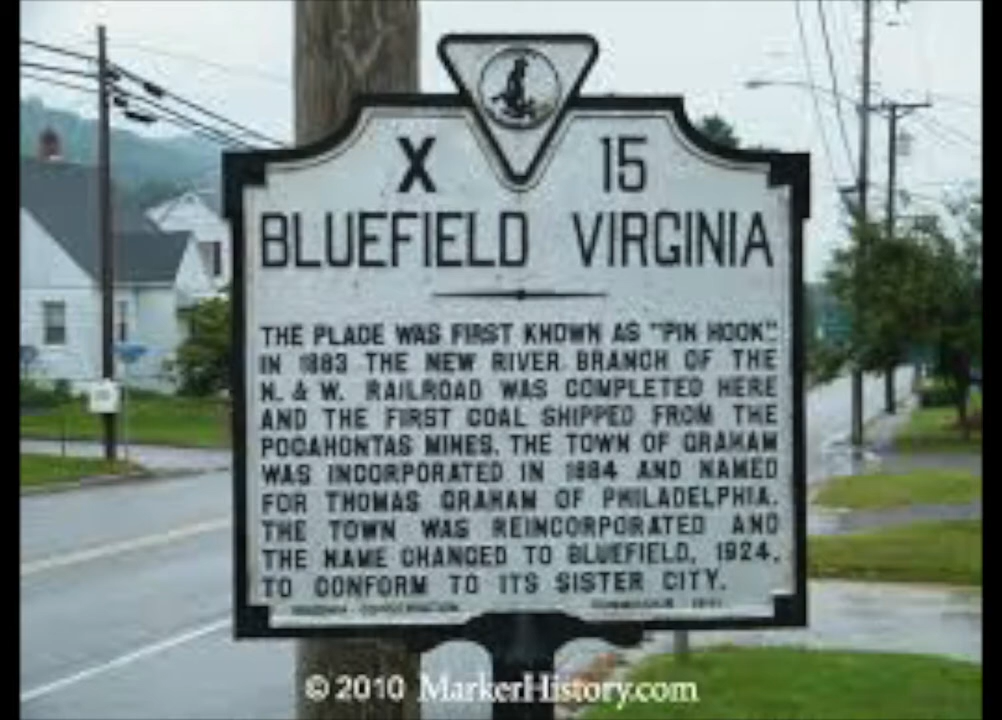 X 15
BLUEFIELD VIRGINIA
THE PLACE WAS FIRST KNOWN AS "PIN HOOK".
IN 1883 THE NEW RIVER BRANCH OF THE
N. & W. RAILROAD WAS COMPLETED HERE
AND THE FIRST COAL SHIPPED FROM THE
POCAHONTAS MINES. THE TOWN OF GRAHAM
WAS INCORPORATED IN 1884 AND NAMED
FOR THOMAS GRAHAM OF PHILADELPHIA.
THE TOWN WAS REINCORPORATED AND
THE NAME CHANGED TO BLUEFIELD, 1924,
TO CONFORM TO ITS SISTER CITY.
© 2010 MarkerHistory.com